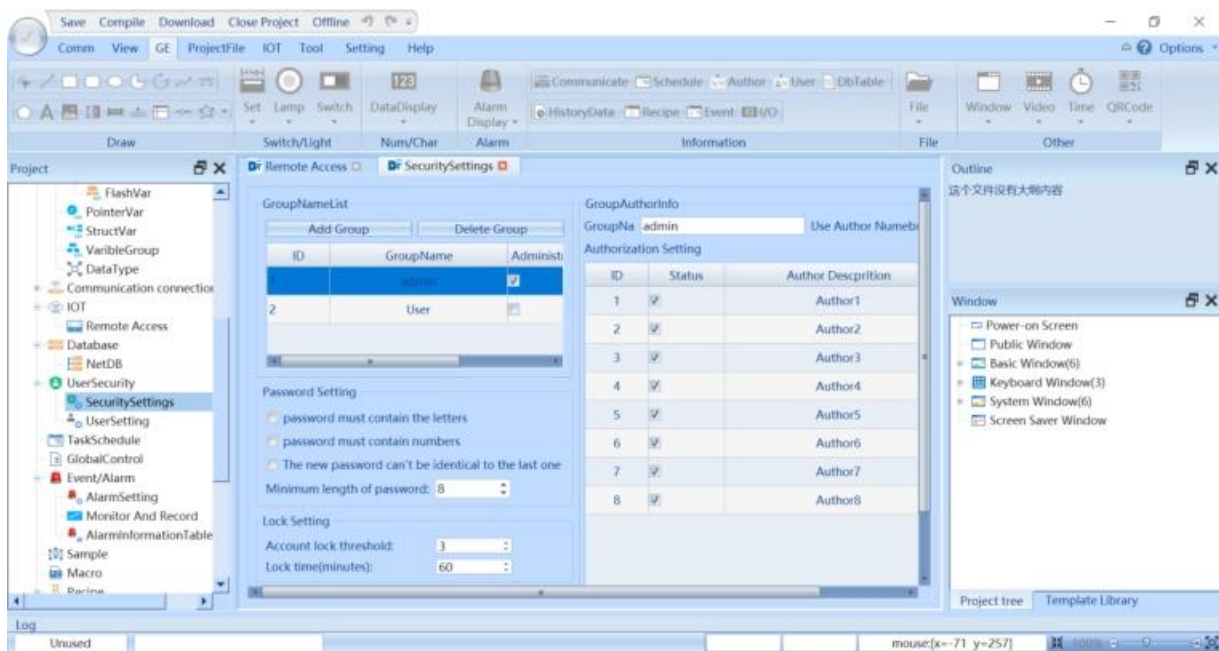 Save Compile Download Close Project Offline
Comm View GE ProjectFile IOT Tool Setting Help Options
Set Lamp Switch DataDisplay Alarm Display Communicate Schedule Author User DbTable File Window Video Time QRCode
HistoryData Recipe Event I/O
Draw Switch/Light Num/Char Alarm Information File Other
Project
FlashVar
PointerVar
StructVar
VaribleGroup
DataType
Communication connection
IOT
Remote Access
Database
NetDB
UserSecurity
SecuritySettings
UserSetting
TaskSchedule
GlobalControl
Event/Alarm
AlarmSetting
Monitor And Record
AlarmInformationTable
Sample
Macro
Recipe
Remote Access SecuritySettings
GroupNameList
Add Group Delete Group
ID GroupName Administ
1 admin
2 User
Password Setting
password must contain the letters
password must contain numbers
The new password can't be identical to the last one
Minimum length of password: 8
Lock Setting
Account lock threshold: 3
Lock time(minutes): 60
GroupAuthorInfo
GroupNa admin Use Author Numeb
Authorization Setting
ID Status Author Descprition
1 Author1
2 Author2
3 Author3
4 Author4
5 Author5
6 Author6
7 Author7
8 Author8
Outline
这个文件没有大纲内容
Window
Power-on Screen
Public Window
Basic Window(6)
Keyboard Window(3)
System Window(6)
Screen Saver Window
Project tree Template Library
Log
Unused mouse:[x=-71 y=257] 100%